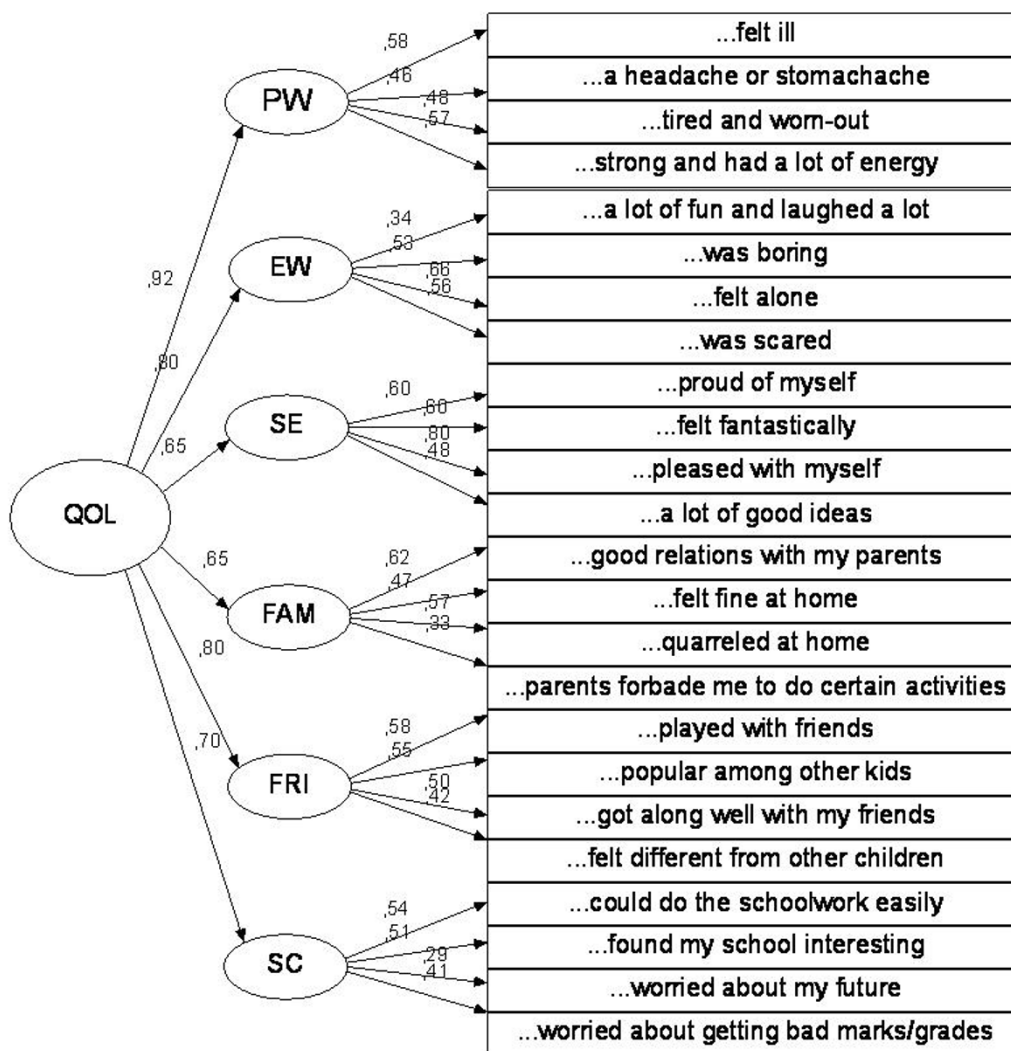 ,58
...felt ill
,46
PW
...a headache or stomachache
,48
,57
...tired and worn-out
...strong and had a lot of energy
,34
...a lot of fun and laughed a lot
,53
...was boring
EW
,66
,92
,56
...felt alone
...was scared
,80
,60
...proud of myself
,60
SE
...felt fantastically
,80
,65
,48
...pleased with myself
QOL
...a lot of good ideas
,62
...good relations with my parents
,65
,47
,57
...felt fine at home
FAM
,33
...quarreled at home
,80
...parents forbade me to do certain activities
,58
...played with friends
,70
,55
...popular among other kids
FRI
,50
,42
...got along well with my friends
...felt different from other children
,54
...could do the schoolwork easily
,51
...found my school interesting
SC
,29
,41
...worried about my future
...worried about getting bad marks/grades